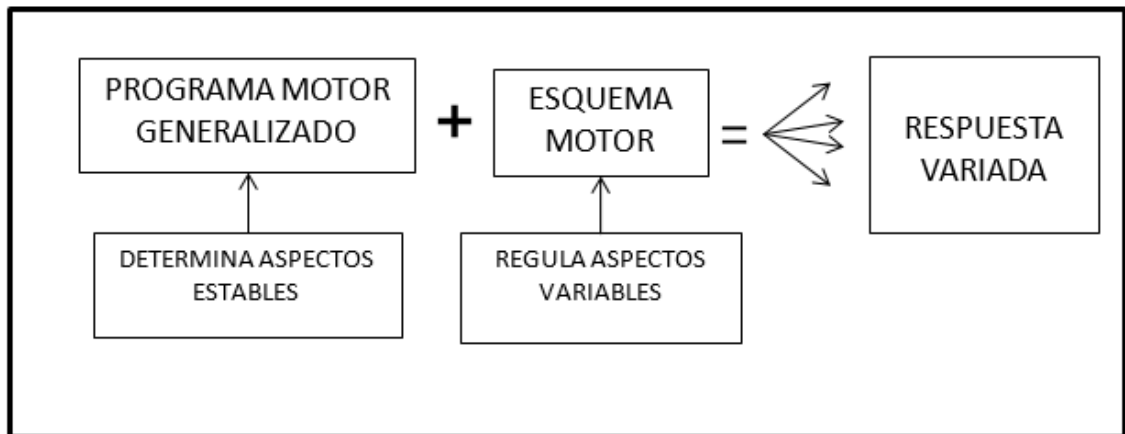 PROGRAMA MOTOR
GENERALIZADO
+
ESQUEMA
MOTOR
=
RESPUESTA
VARIADA
DETERMINA ASPECTOS
ESTABLES
REGULA ASPECTOS
VARIABLES